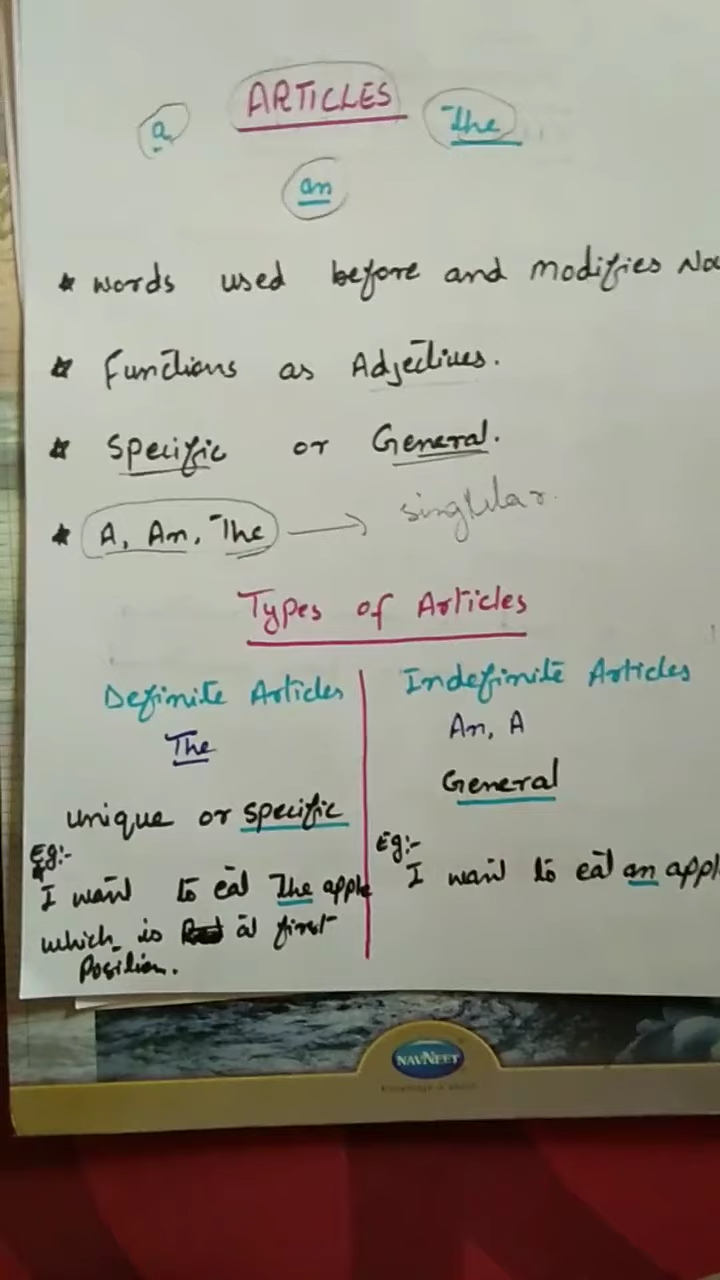 ARTICLES
a
The
an
* words used before and modifies No
* Functions as Adjectives.
* Specific or General.
* A, An, The → singular.
Types of Articles
Definite Articles
The
unique or specific
Eg:-
I want to eat The apple
which is at first
Position.
Indefinite Articles
An, A
General
Eg:-
I want to eat an appl
NAVNEET